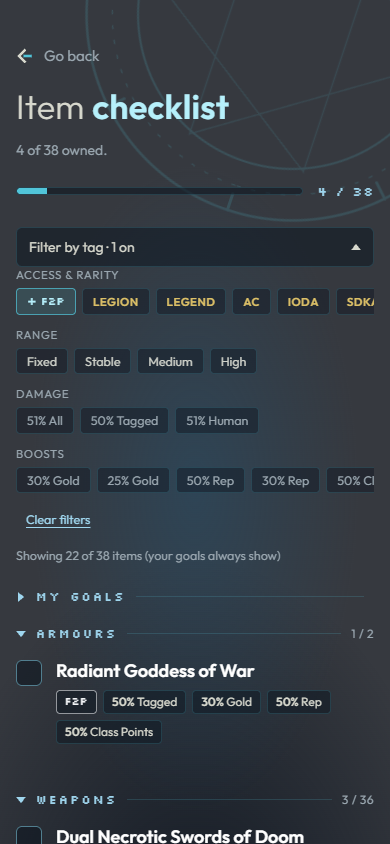 Go back
Item checklist
4 of 38 owned.
4 / 38
Filter by tag · 1 on
ACCESS & RARITY
+ F2P LEGION LEGEND AC IODA SDKA
RANGE
Fixed Stable Medium High
DAMAGE
51% All 50% Tagged 51% Human
BOOSTS
30% Gold 25% Gold 50% Rep 30% Rep 50% Cl
Clear filters
Showing 22 of 38 items (your goals always show)
MY GOALS
ARMOURS 1 / 2
Radiant Goddess of War
F2P 50% Tagged 30% Gold 50% Rep
50% Class Points
WEAPONS 3 / 36
Dual Necrotic Swords of Doom